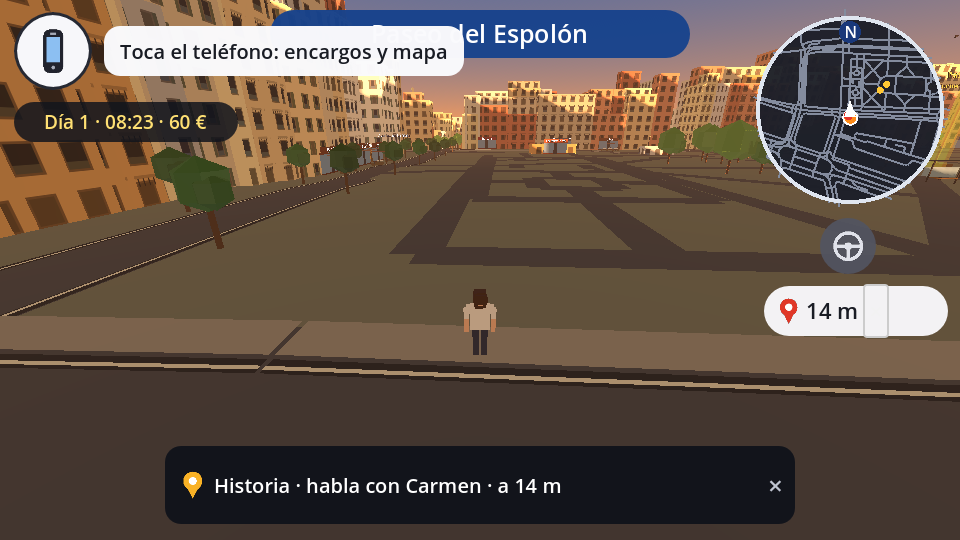 Paseo del Espolón
Toca el teléfono: encargos y mapa
Día 1 · 08:23 · 60 €
N
14 m
Historia · habla con Carmen · a 14 m
×